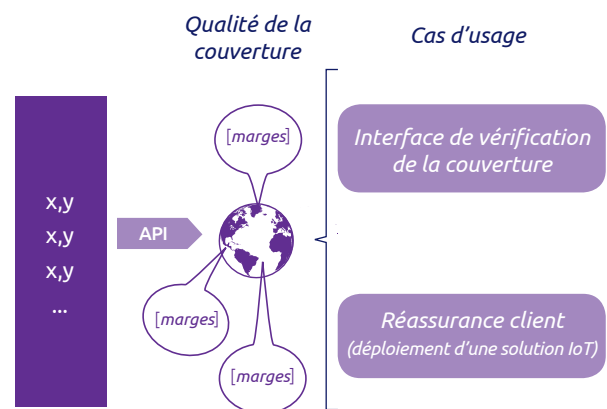 Qualité de la
couverture
Cas d'usage
x,y
x,y
x,y
...
API
[marges]
[marges]
[marges]
Interface de vérification
de la couverture
Réassurance client
(déploiement d'une solution IoT)